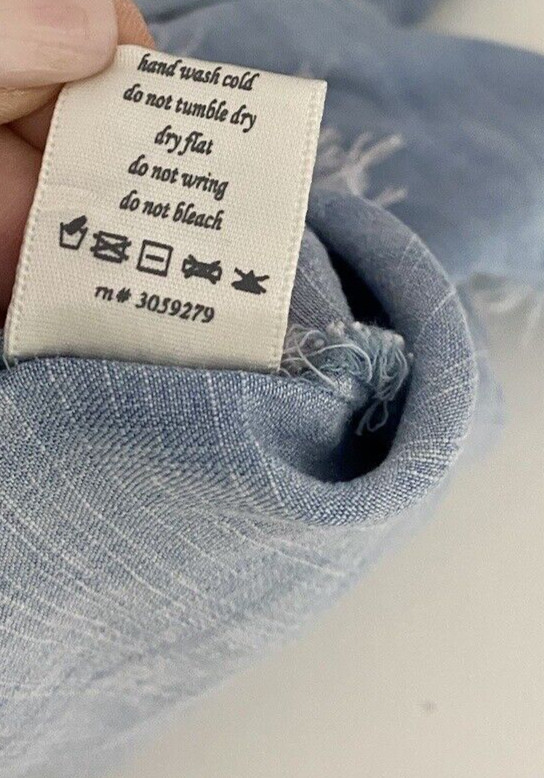 hand wash cold
do not tumble dry
dry flat
do not wring
do not bleach
rn# 3059279